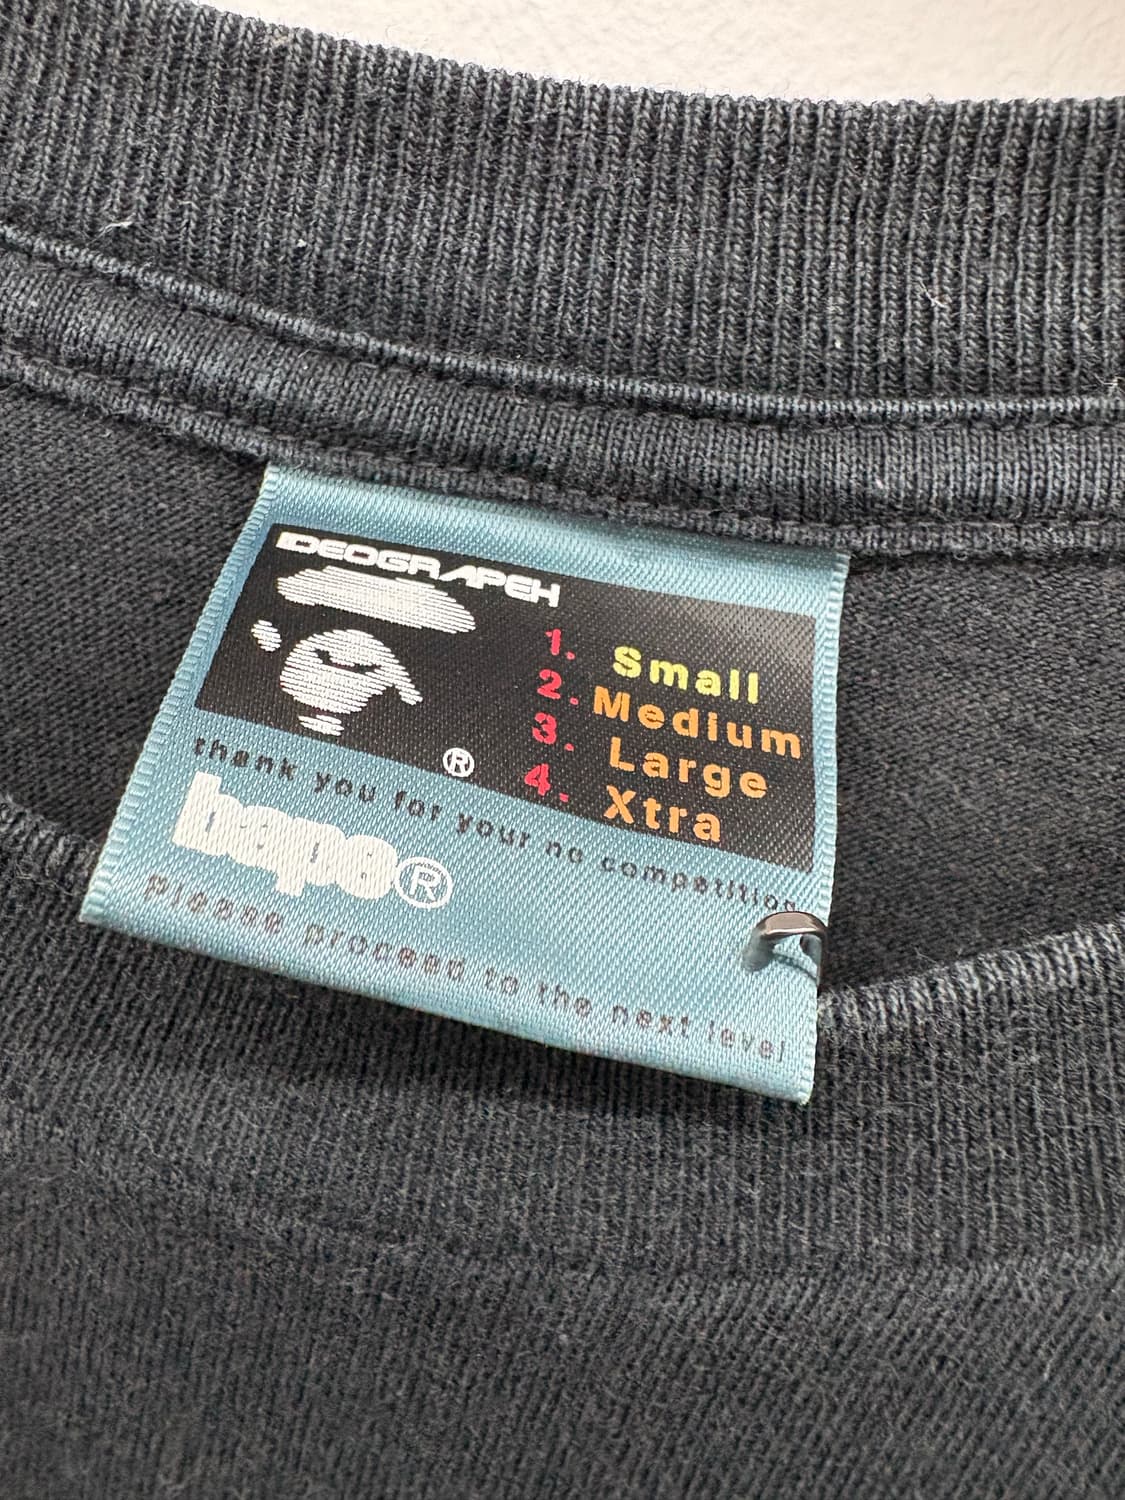 IDEOGRAPEH
1. Small
2. Medium
3. Large
4. Xtra
®
thank you for your no competition
bape®
Please proceed to the next level